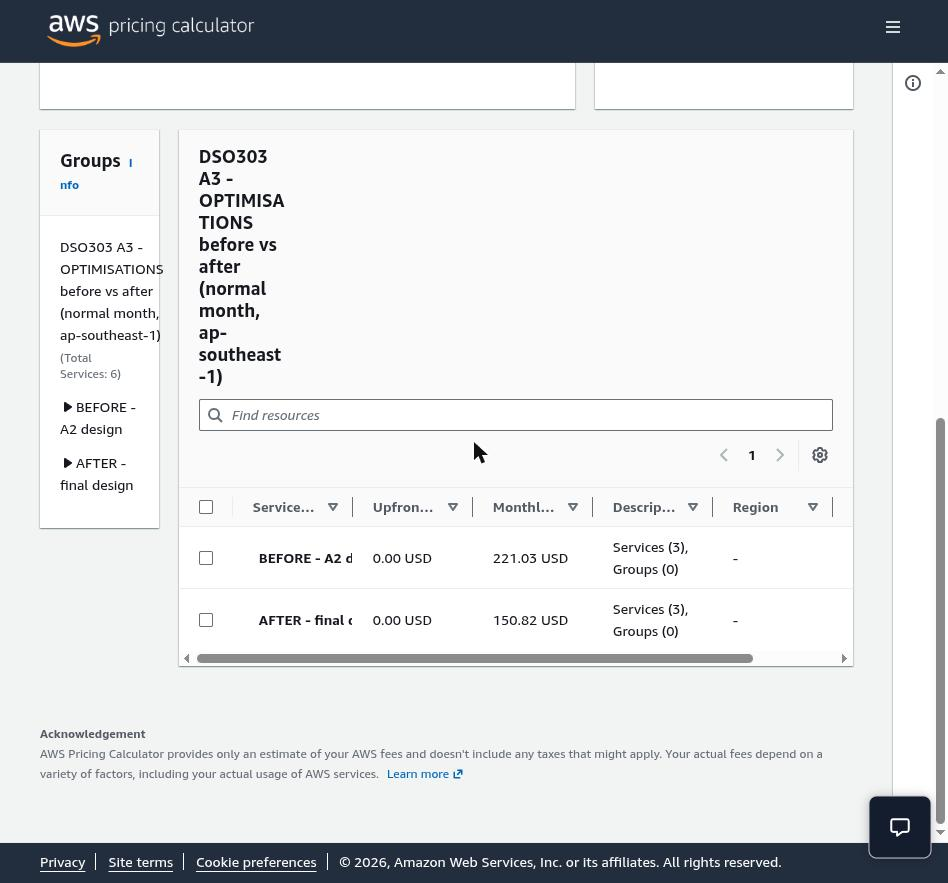 aws pricing calculator
Groups I
nfo
DSO303 A3 -
OPTIMISATIONS
before vs after
(normal month,
ap-southeast-1)
(Total
Services: 6)
BEFORE -
A2 design
AFTER -
final design
DSO303
A3 -
OPTIMISA
TIONS
before vs
after
(normal
month,
ap-
southeast
-1)
Find resources
1
Service... Upfron... Monthl... Descrip... Region
BEFORE - A2 d 0.00 USD 221.03 USD Services (3), Groups (0) -
AFTER - final d 0.00 USD 150.82 USD Services (3), Groups (0) -
Acknowledgement
AWS Pricing Calculator provides only an estimate of your AWS fees and doesn't include any taxes that might apply. Your actual fees depend on a
variety of factors, including your actual usage of AWS services. Learn more
Privacy Site terms Cookie preferences © 2026, Amazon Web Services, Inc. or its affiliates. All rights reserved.